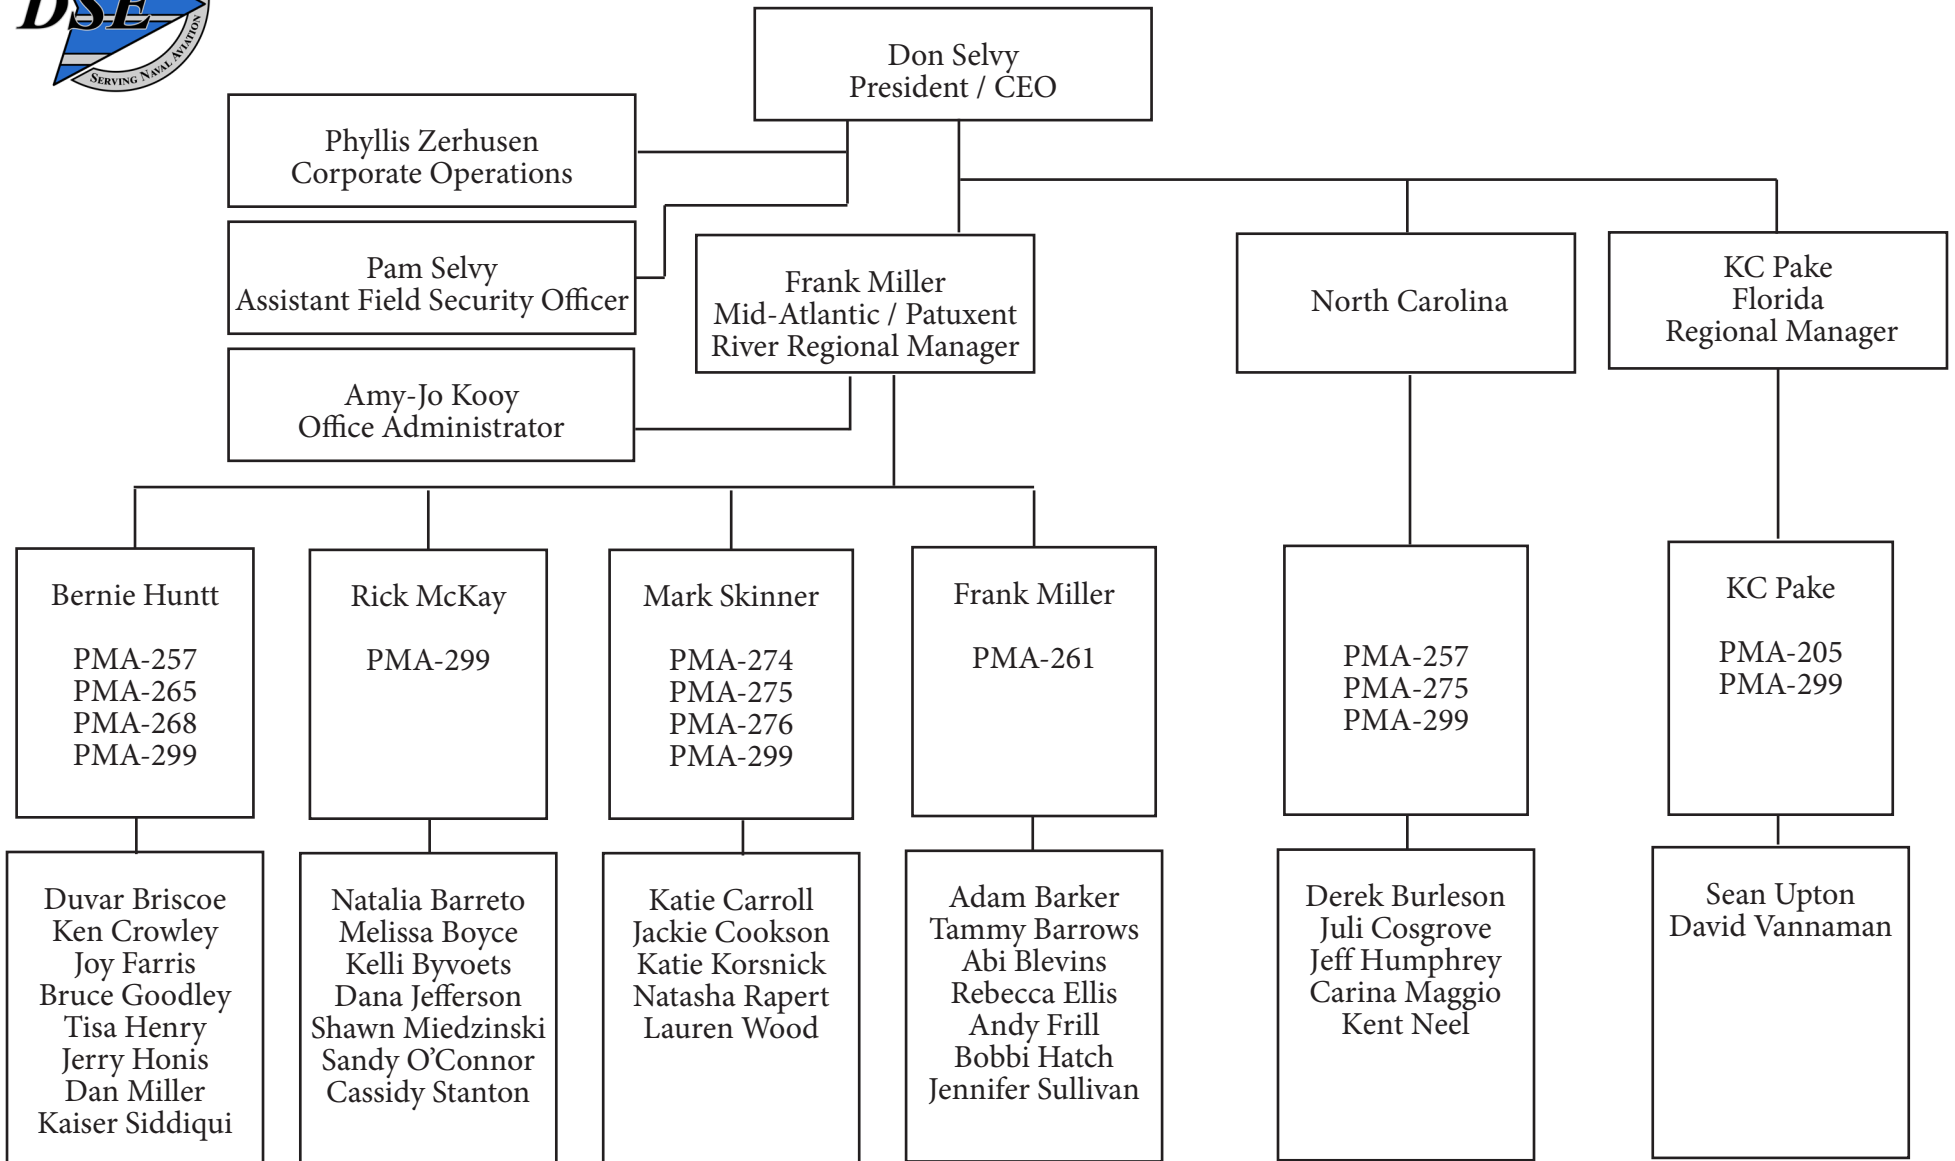 DSE
SERVING NAVAL AVIATION
Don Selvy
President / CEO
Phyllis Zerhusen
Corporate Operations
Pam Selvy
Assistant Field Security Officer
Amy-Jo Kooy
Office Administrator
Frank Miller
Mid-Atlantic / Patuxent
River Regional Manager
North Carolina
KC Pake
Florida
Regional Manager
Bernie Huntt
PMA-257
PMA-265
PMA-268
PMA-299
Rick McKay
PMA-299
Mark Skinner
PMA-274
PMA-275
PMA-276
PMA-299
Frank Miller
PMA-261
PMA-257
PMA-275
PMA-299
KC Pake
PMA-205
PMA-299
Duvar Briscoe
Ken Crowley
Joy Farris
Bruce Goodley
Tisa Henry
Jerry Honis
Dan Miller
Kaiser Siddiqui
Natalia Barreto
Melissa Boyce
Kelli Byvoets
Dana Jefferson
Shawn Miedzinski
Sandy O'Connor
Cassidy Stanton
Katie Carroll
Jackie Cookson
Katie Korsnick
Natasha Rapert
Lauren Wood
Adam Barker
Tammy Barrows
Abi Blevins
Rebecca Ellis
Andy Frill
Bobbi Hatch
Jennifer Sullivan
Derek Burleson
Juli Cosgrove
Jeff Humphrey
Carina Maggio
Kent Neel
Sean Upton
David Vannaman